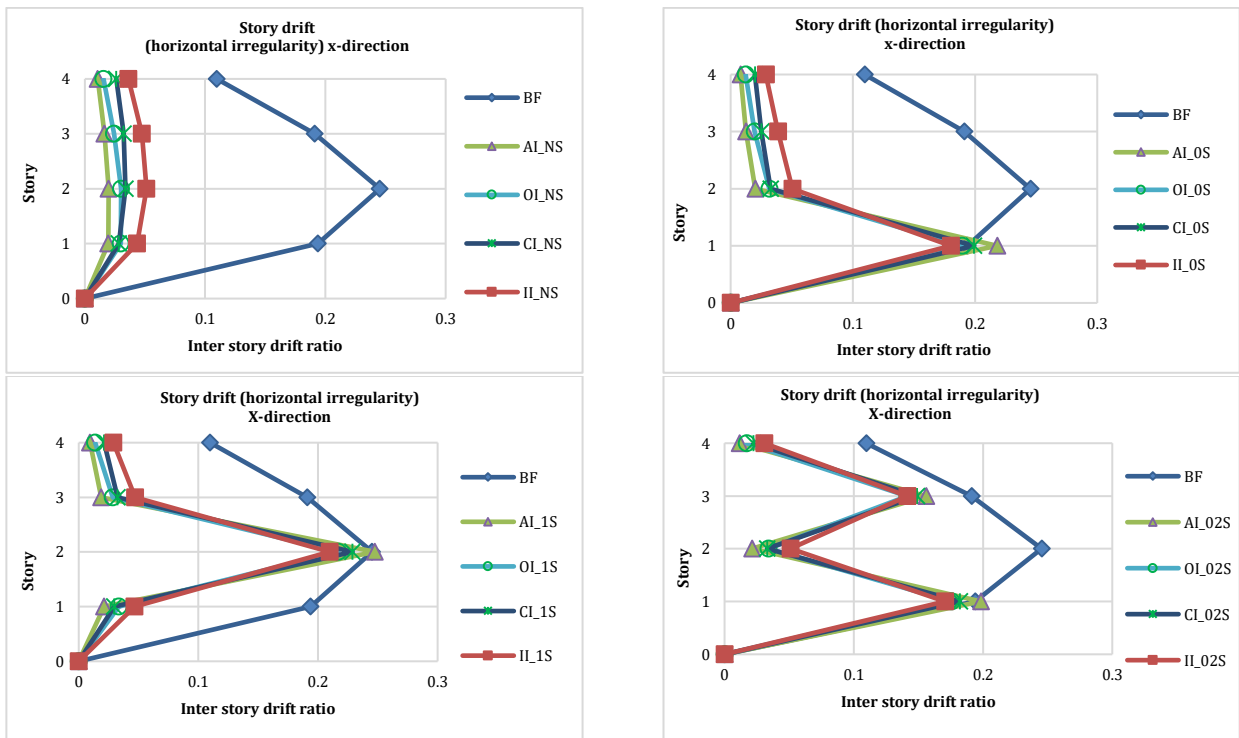 Story drift
(horizontal irregularity) x-direction
4
3
2
1
0
Story
0
0.1
0.2
0.3
Inter story drift ratio
BF
AI_NS
OI_NS
CI_NS
II_NS
Story drift (horizontal irregularity)
x-direction
4
3
2
1
0
Story
0
0.1
0.2
0.3
Inter story drift ratio
BF
AI_0S
OI_0S
CI_0S
II_0S
Story drift (horizontal irregularity)
X-direction
4
3
2
1
0
Story
0
0.1
0.2
0.3
Inter story drift ratio
BF
AI_1S
OI_1S
CI_1S
II_1S
Story drift (horizontal irregularity)
X-direction
4
3
2
1
0
Story
0
0.1
0.2
0.3
Inter story drift ratio
BF
AI_02S
OI_02S
CI_02S
II_02S